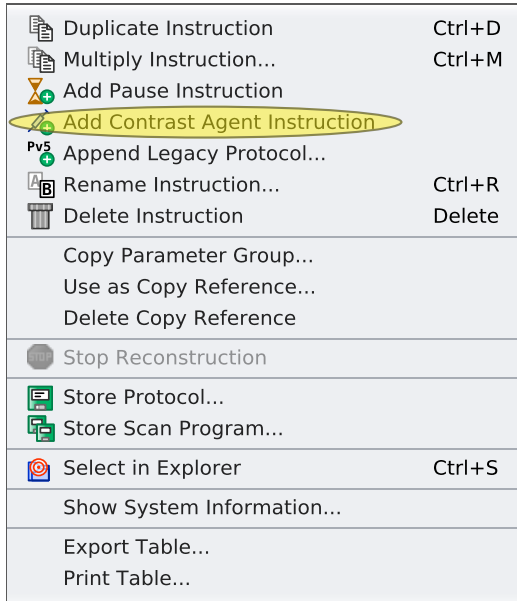 Duplicate Instruction Ctrl+D
Multiply Instruction... Ctrl+M
Add Pause Instruction
Add Contrast Agent Instruction
Pv5 Append Legacy Protocol...
A B Rename Instruction... Ctrl+R
Delete Instruction Delete
Copy Parameter Group...
Use as Copy Reference...
Delete Copy Reference
STOP Stop Reconstruction
Store Protocol...
Store Scan Program...
Select in Explorer Ctrl+S
Show System Information...
Export Table...
Print Table...